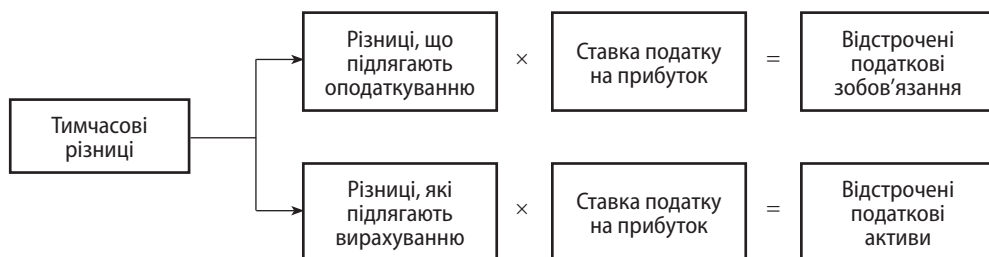 Тимчасові
різниці
Різниці, що
підлягають
оподаткуванню
×
Ставка податку
на прибуток
=
Відстрочені
податкові
зобов'язання
Різниці, які
підлягають
вирахуванню
×
Ставка податку
на прибуток
=
Відстрочені
податкові
активи